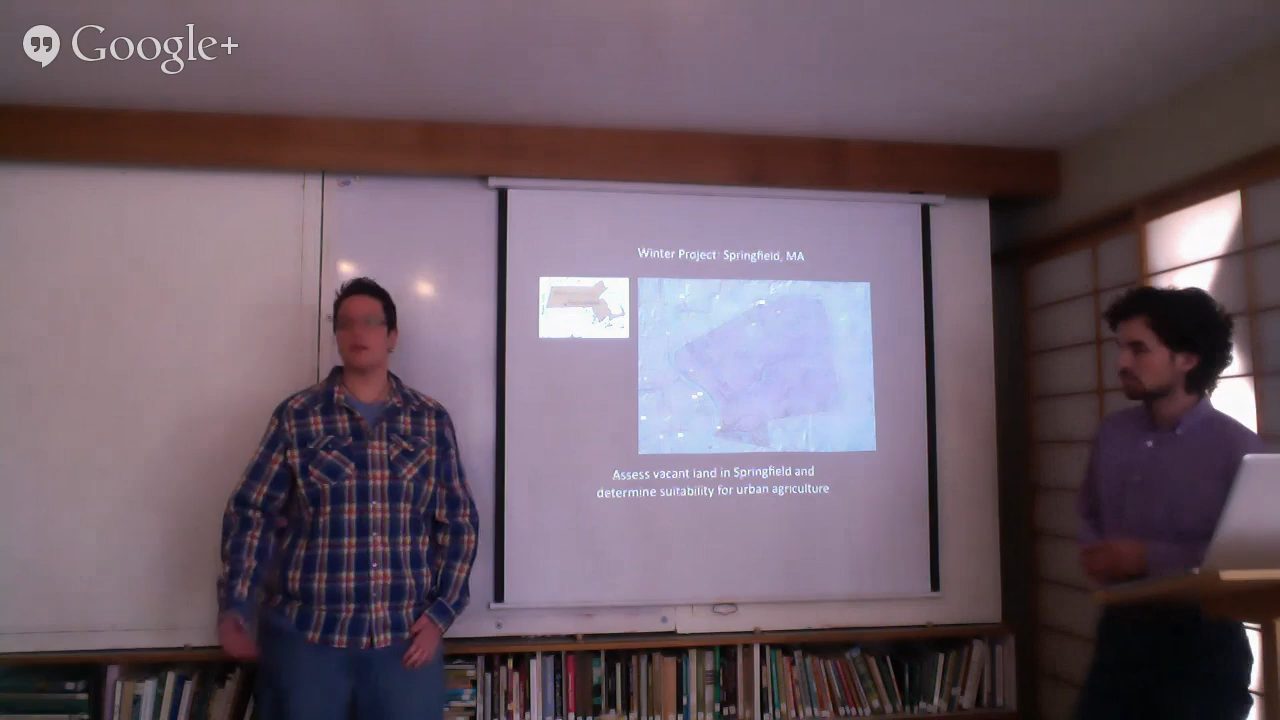 Google+
Winter Project: Springfield, MA
Assess vacant land in Springfield and
determine suitability for urban agriculture